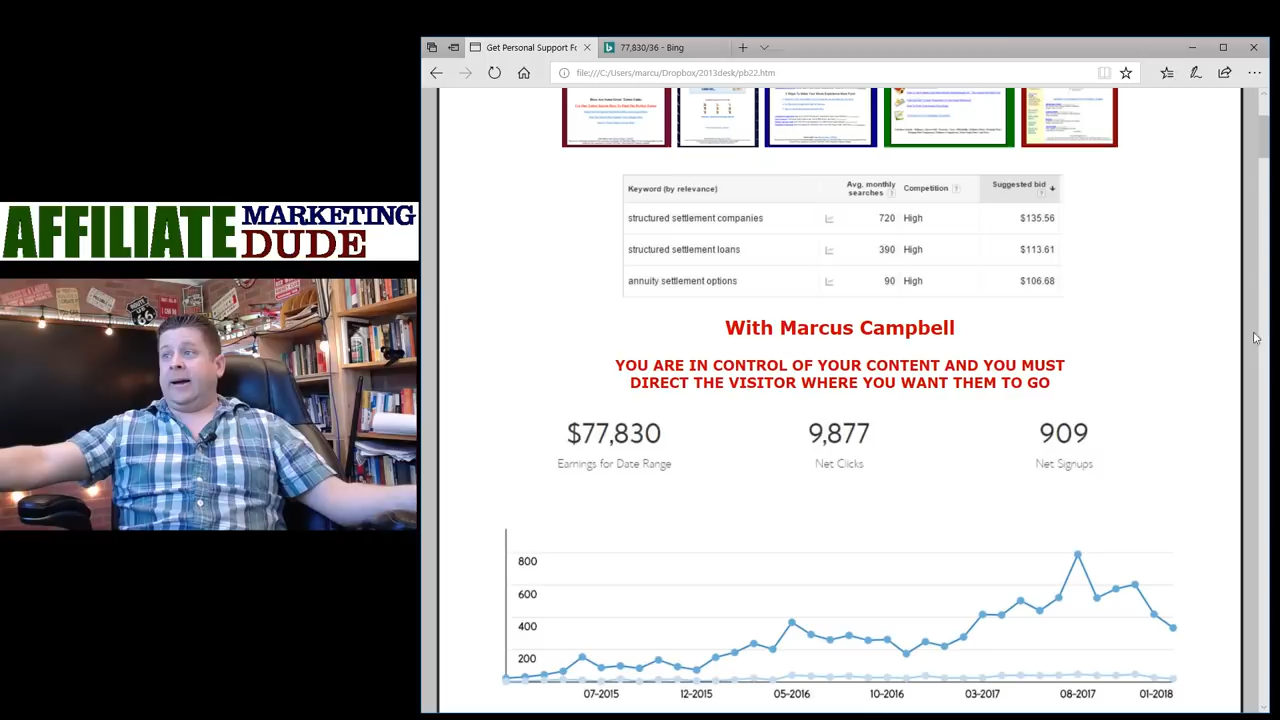 Get Personal Support Fo
77,830/36 - Bing
file:///C:/Users/marcu/Dropbox/2013desk/pb22.htm
AFFILIATE MARKETING DUDE
Keyword (by relevance) Avg. monthly searches ? Competition ? Suggested bid ?
structured settlement companies 720 High $135.56
structured settlement loans 390 High $113.61
annuity settlement options 90 High $106.68
With Marcus Campbell
YOU ARE IN CONTROL OF YOUR CONTENT AND YOU MUST
DIRECT THE VISITOR WHERE YOU WANT THEM TO GO
$77,830 9,877 909
Earnings for Date Range Net Clicks Net Signups
800
600
400
200
07-2015 12-2015 05-2016 10-2016 03-2017 08-2017 01-2018